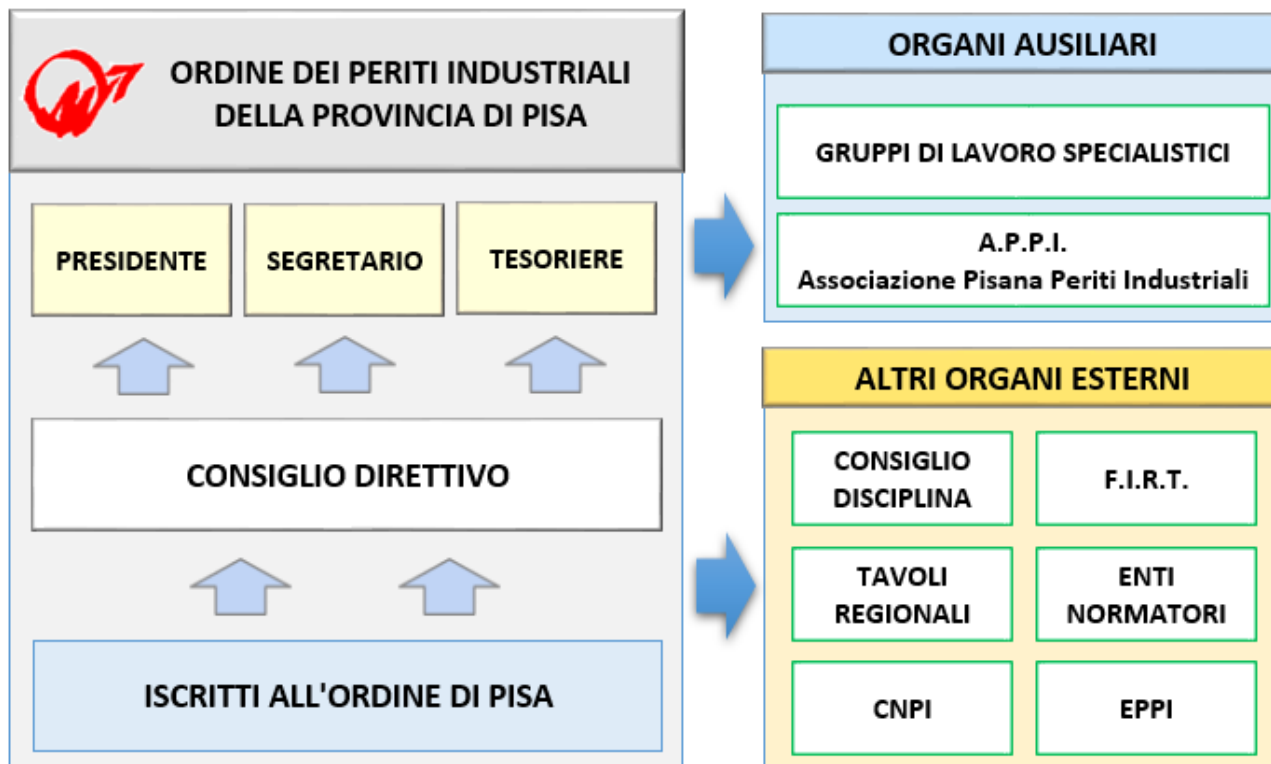 ORDINE DEI PERITI INDUSTRIALI
DELLA PROVINCIA DI PISA
PRESIDENTE
SEGRETARIO
TESORIERE
CONSIGLIO DIRETTIVO
ISCRITTI ALL'ORDINE DI PISA
ORGANI AUSILIARI
GRUPPI DI LAVORO SPECIALISTICI
A.P.P.I.
Associazione Pisana Periti Industriali
ALTRI ORGANI ESTERNI
CONSIGLIO
DISCIPLINA
F.I.R.T.
TAVOLI
REGIONALI
ENTI
NORMATORI
CNPI
EPPI